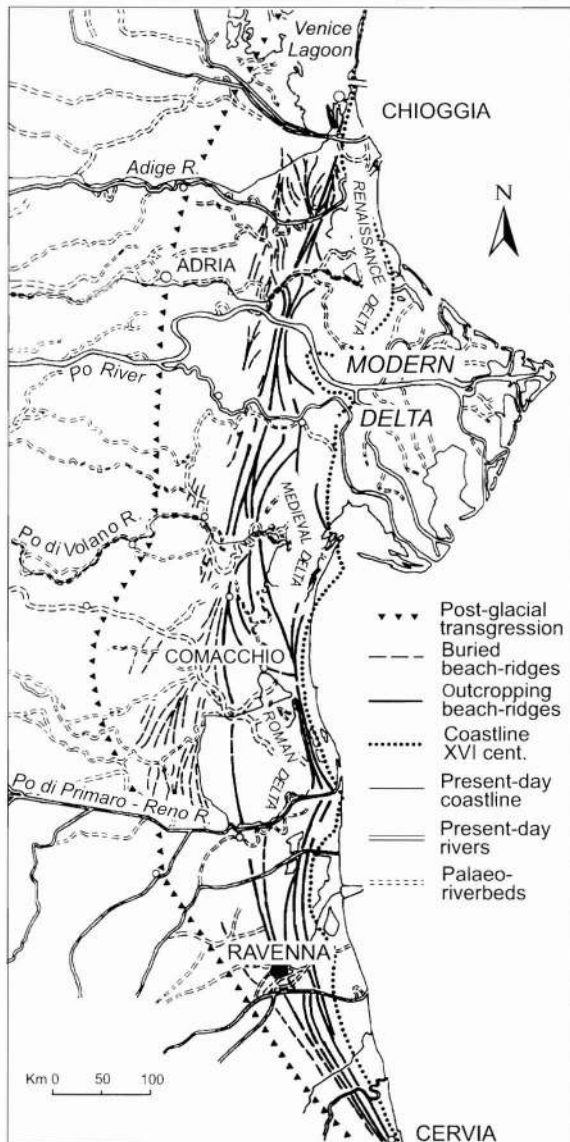 Venice
Lagoon
CHIOGGIA
Adige R.
RENAISSANCE
DELTA
N
ADRIA
MODERN
Po River
DELTA
MEDIEVAL DELTA
Po di Volano R.
Post-glacial
transgression
Buried
beach-ridges
COMACCHIO
Outcropping
beach-ridges
ROMAN
DELTA
Coastline
XVI cent.
Po di Primaro - Reno R.
Present-day
coastline
Present-day
rivers
Palaeo-
riverbeds
RAVENNA
Km 0 50 100
CERVIA